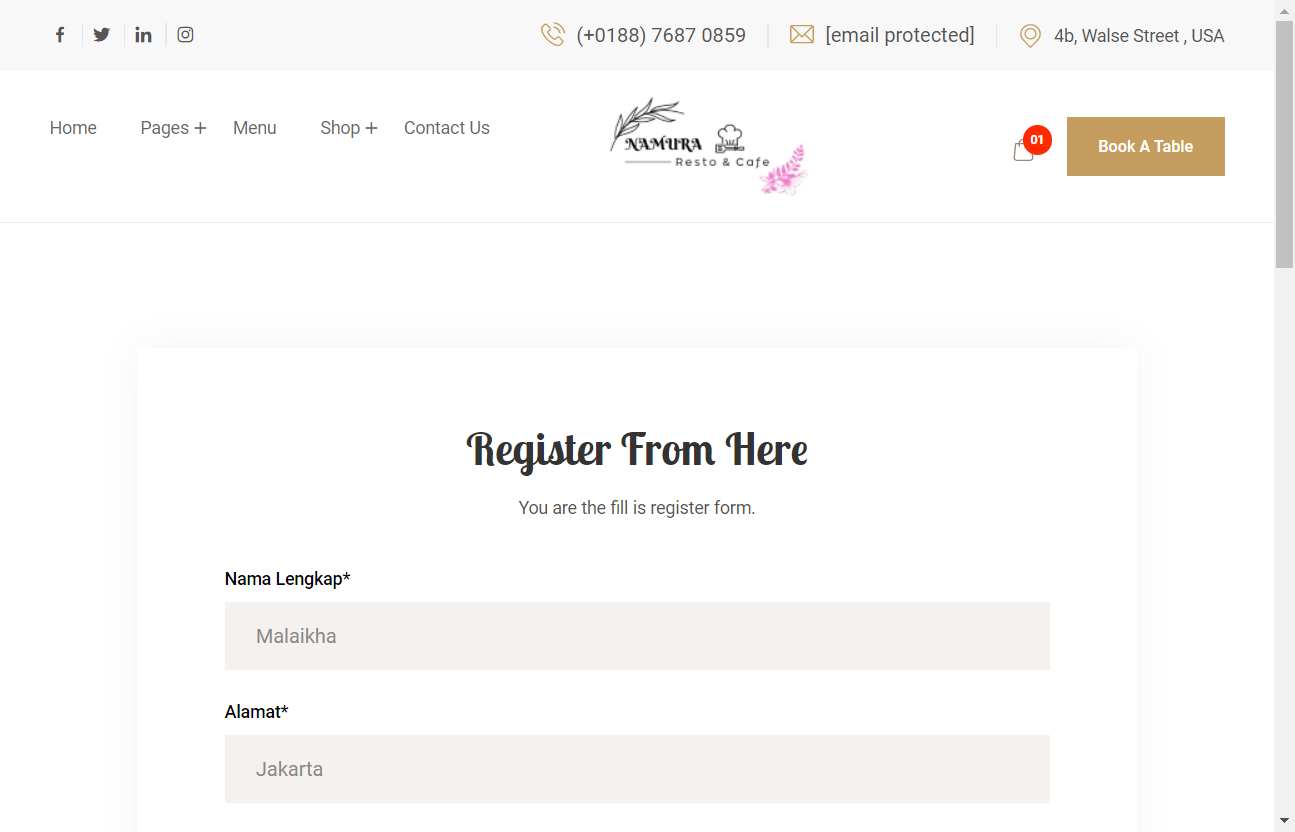 (+0188) 7687 0859
[email protected]
4b, Walse Street , USA
Home
Pages +
Menu
Shop +
Contact Us
NAMURA
Resto & Cafe
01
Book A Table
Register From Here
You are the fill is register form.
Nama Lengkap*
Malaikha
Alamat*
Jakarta